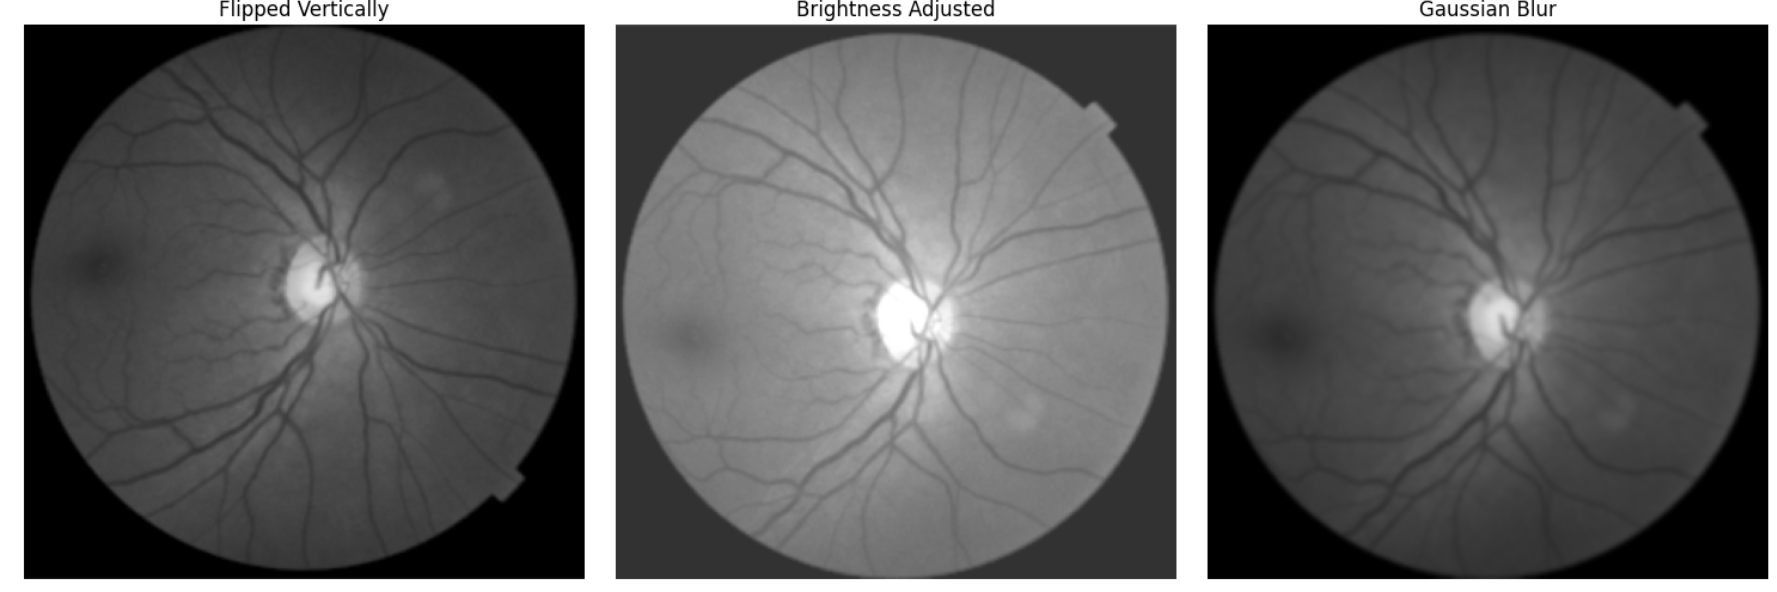 Flipped Vertically
Brightness Adjusted
Gaussian Blur